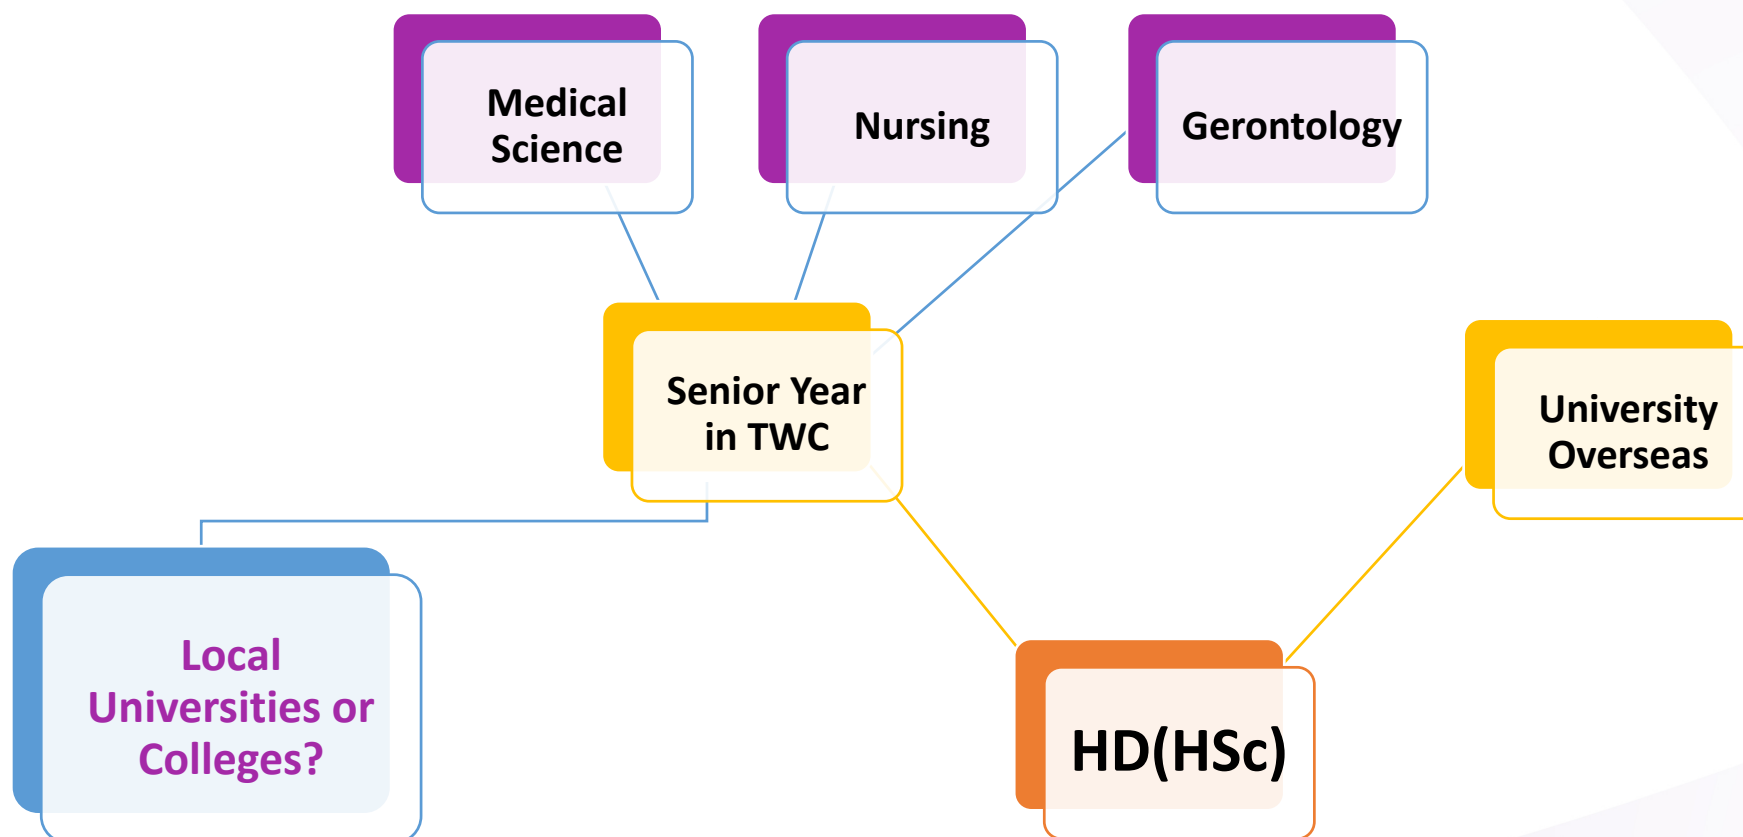 Medical
Science
Nursing
Gerontology
Senior Year
in TWC
University
Overseas
Local
Universities or
Colleges?
HD(HSc)